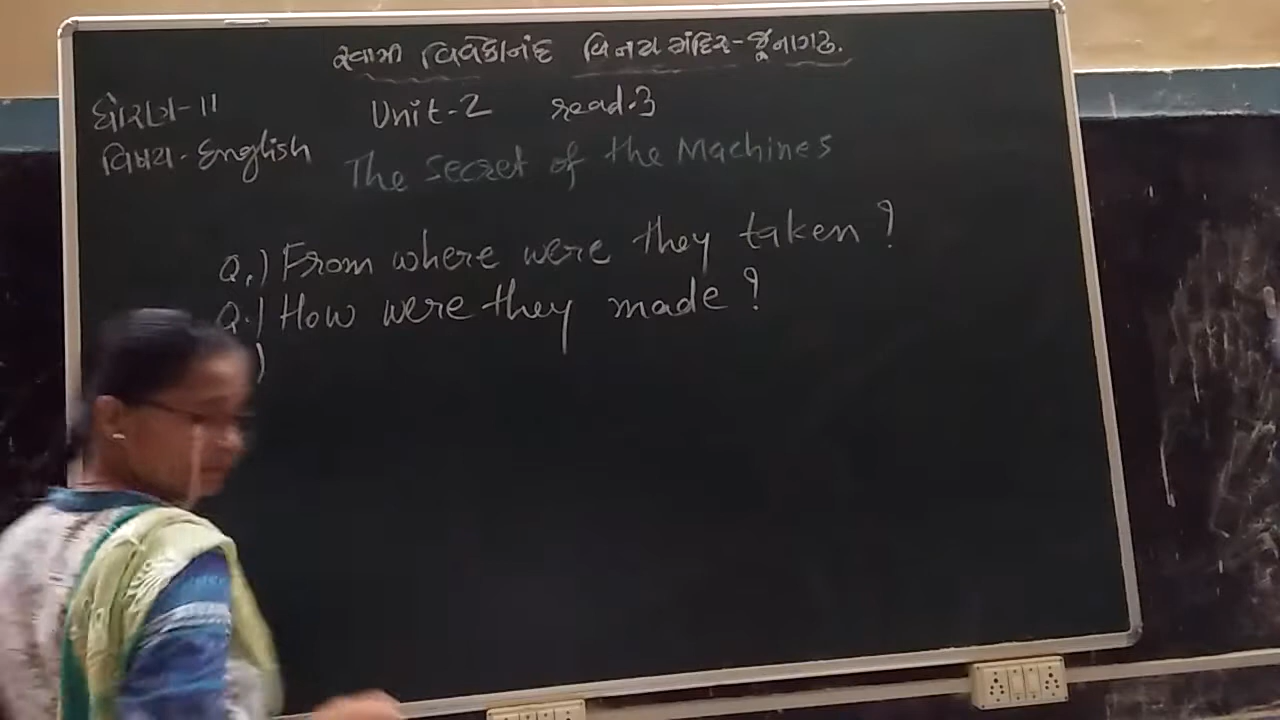 સ્વામી વિવેકાનંદ વિનય મંદિર-જૂનાગઢ.
ધોરણ-11
Unit-2 read.3
વિષય-English
The Secret of the Machines
Q.) From where were they taken?
Q.) How were they made?
)